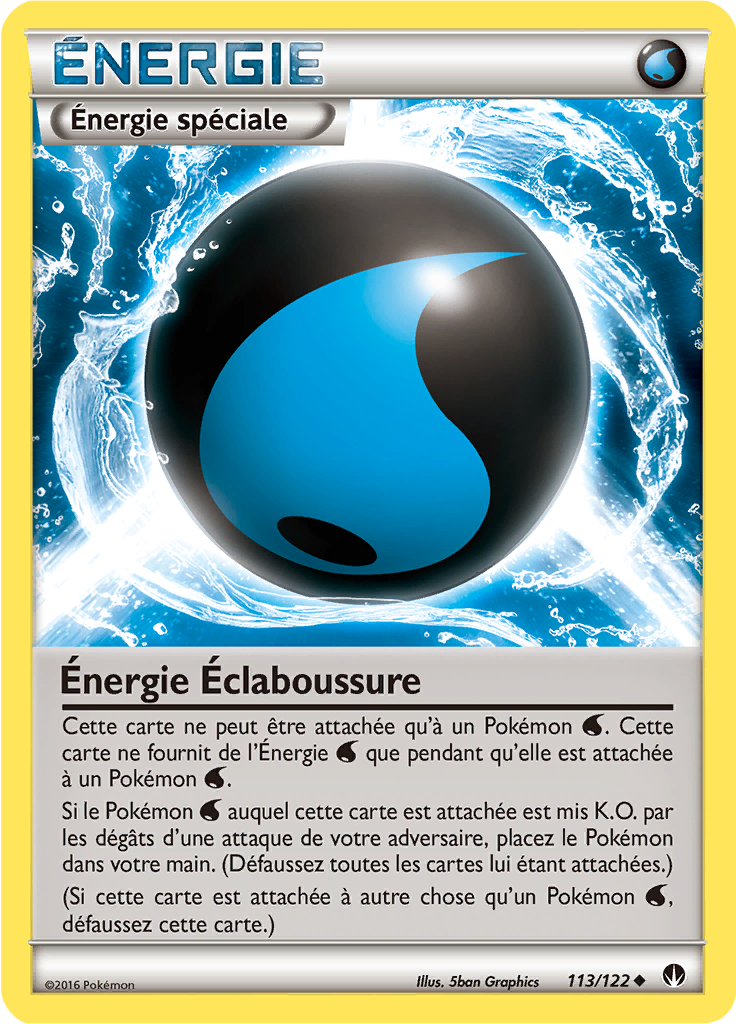 ÉNERGIE
Énergie spéciale
Énergie Éclaboussure
Cette carte ne peut être attachée qu'à un Pokémon . Cette
carte ne fournit de l'Énergie que pendant qu'elle est attachée
à un Pokémon .
Si le Pokémon auquel cette carte est attachée est mis K.O. par
les dégâts d'une attaque de votre adversaire, placez le Pokémon
dans votre main. (Défaussez toutes les cartes lui étant attachées.)
(Si cette carte est attachée à autre chose qu'un Pokémon ,
défaussez cette carte.)
©2016 Pokémon
Illus. 5ban Graphics
113/122